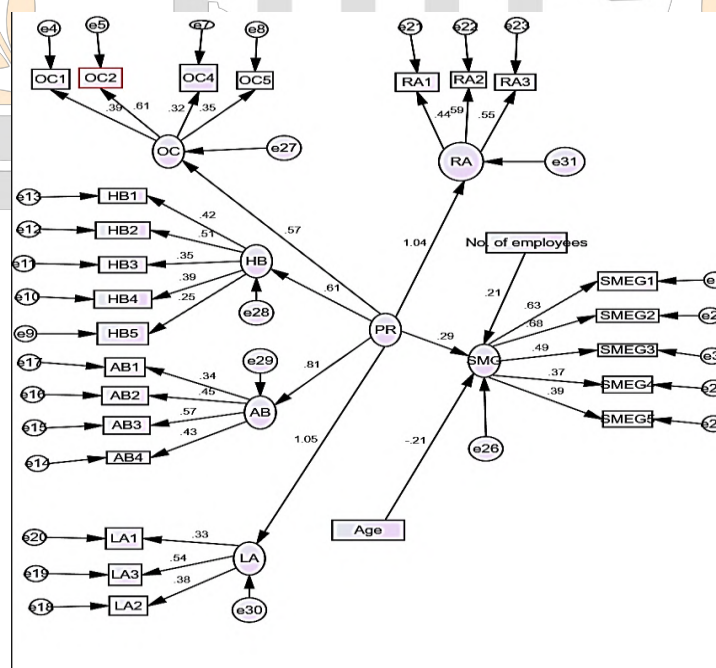 e4
e5
e7
e8
OC1
OC2
OC4
OC5
.39
.61
.32
.35
OC
e27
e21
e22
e23
RA1
RA2
RA3
.44
.59
.55
RA
e31
e13
HB1
e12
HB2
e11
HB3
e10
HB4
e9
HB5
.42
.51
.35
.39
.25
HB
e28
.57
.61
1.04
PR
.29
.81
1.05
No. of employees
.21
SMG
e26
-.21
Age
.63
.68
.49
.37
.39
SMEG1
SMEG2
SMEG3
SMEG4
SMEG5
e17
AB1
e16
AB2
e15
AB3
e14
AB4
.34
.45
.57
.43
AB
e29
e20
LA1
e19
LA3
e18
LA2
.33
.54
.38
LA
e30